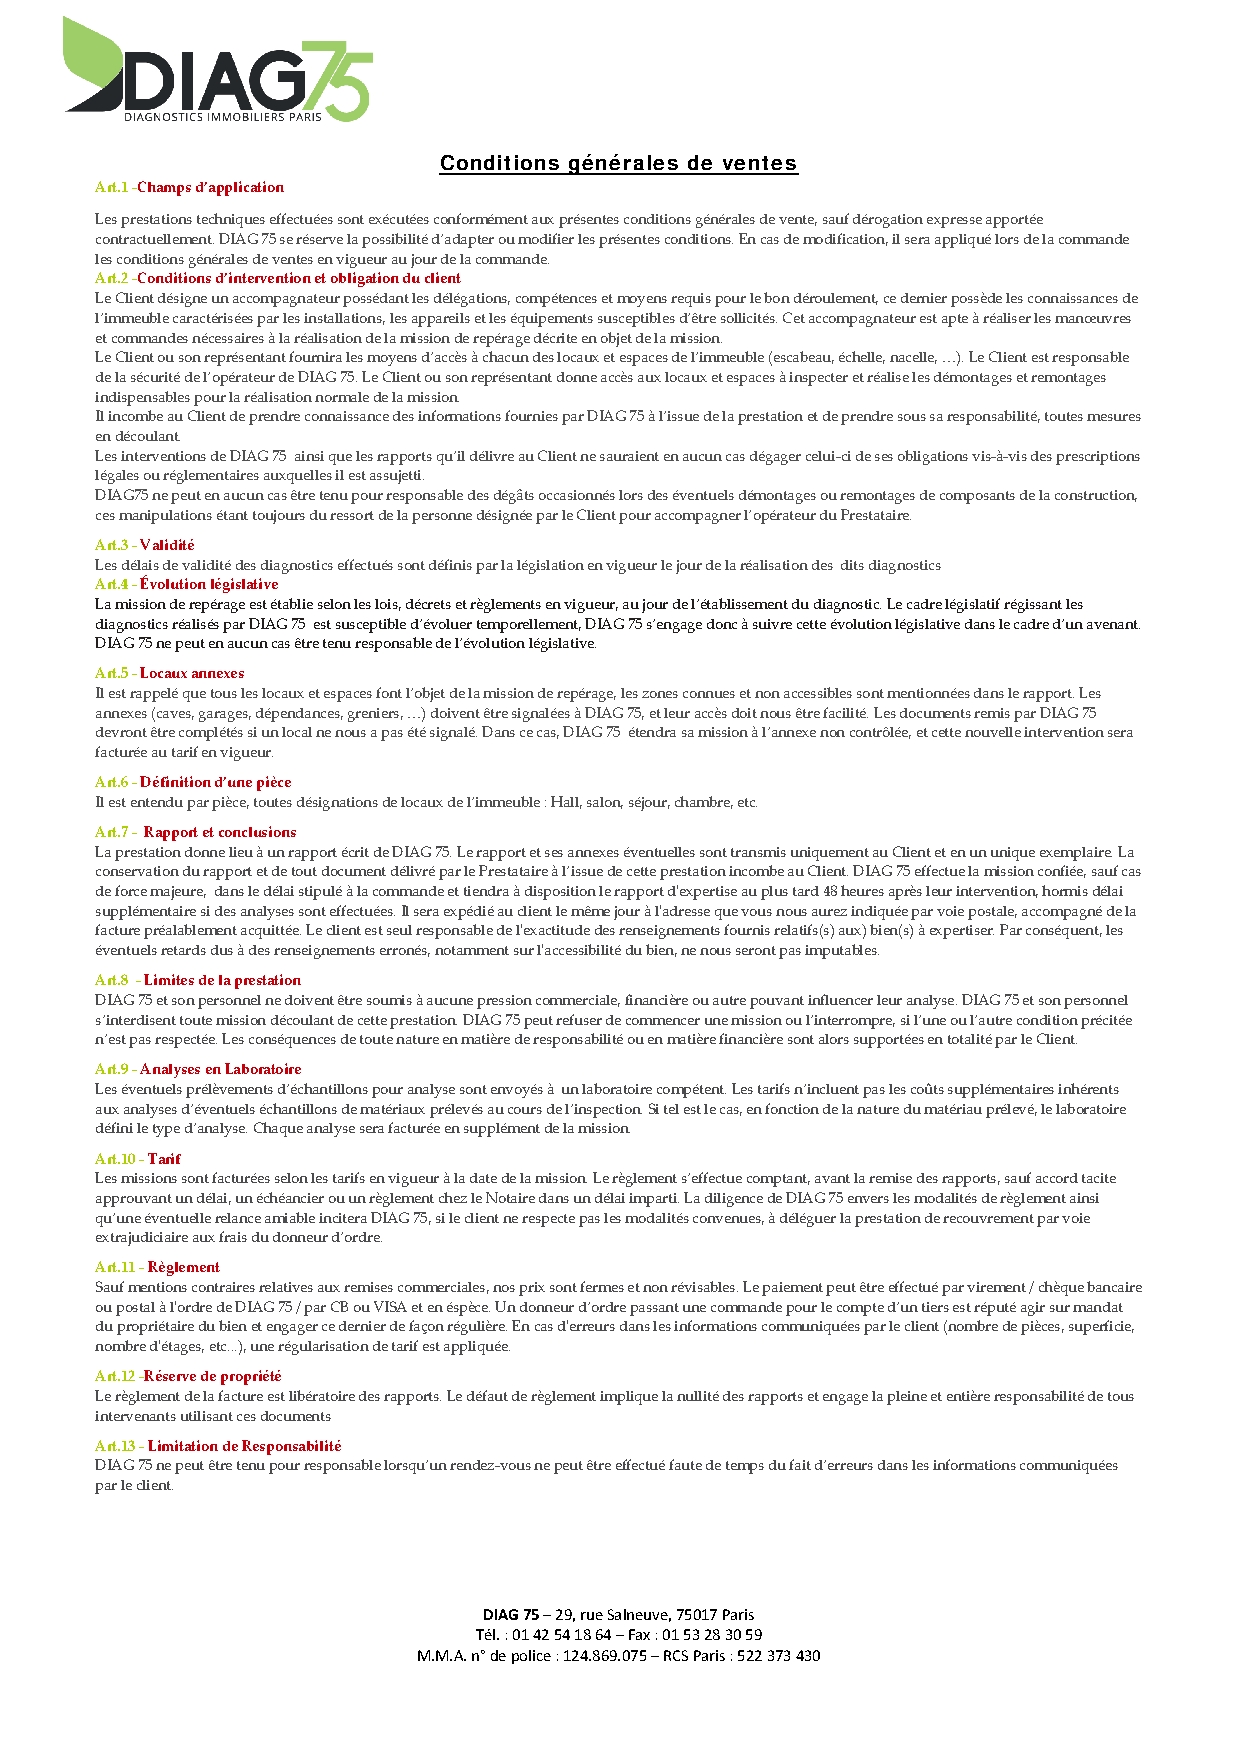 DIAG75
DIAGNOSTICS IMMOBILIERS PARIS
Conditions générales de ventes
Art.1 -Champs d’application
Les prestations techniques effectuées sont exécutées conformément aux présentes conditions générales de vente, sauf dérogation expresse apportée
contractuellement. DIAG 75 se réserve la possibilité d’adapter ou modifier les présentes conditions. En cas de modification, il sera appliqué lors de la commande
les conditions générales de ventes en vigueur au jour de la commande.
Art.2 -Conditions d’intervention et obligation du client
Le Client désigne un accompagnateur possédant les délégations, compétences et moyens requis pour le bon déroulement, ce dernier possède les connaissances de
l’immeuble caractérisées par les installations, les appareils et les équipements susceptibles d’être sollicités. Cet accompagnateur est apte à réaliser les manœuvres
et commandes nécessaires à la réalisation de la mission de repérage décrite en objet de la mission.
Le Client ou son représentant fournira les moyens d’accès à chacun des locaux et espaces de l’immeuble (escabeau, échelle, nacelle, …). Le Client est responsable
de la sécurité de l’opérateur de DIAG 75. Le Client ou son représentant donne accès aux locaux et espaces à inspecter et réalise les démontages et remontages
indispensables pour la réalisation normale de la mission.
Il incombe au Client de prendre connaissance des informations fournies par DIAG 75 à l’issue de la prestation et de prendre sous sa responsabilité, toutes mesures
en découlant.
Les interventions de DIAG 75 ainsi que les rapports qu’il délivre au Client ne sauraient en aucun cas dégager celui-ci de ses obligations vis-à-vis des prescriptions
légales ou réglementaires auxquelles il est assujetti.
DIAG75 ne peut en aucun cas être tenu pour responsable des dégâts occasionnés lors des éventuels démontages ou remontages de composants de la construction,
ces manipulations étant toujours du ressort de la personne désignée par le Client pour accompagner l’opérateur du Prestataire.
Art.3 - Validité
Les délais de validité des diagnostics effectués sont définis par la législation en vigueur le jour de la réalisation des dits diagnostics
Art.4 - Évolution législative
La mission de repérage est établie selon les lois, décrets et règlements en vigueur, au jour de l’établissement du diagnostic. Le cadre législatif régissant les
diagnostics réalisés par DIAG 75 est susceptible d’évoluer temporellement, DIAG 75 s’engage donc à suivre cette évolution législative dans le cadre d’un avenant.
DIAG 75 ne peut en aucun cas être tenu responsable de l’évolution législative.
Art.5 - Locaux annexes
Il est rappelé que tous les locaux et espaces font l’objet de la mission de repérage, les zones connues et non accessibles sont mentionnées dans le rapport. Les
annexes (caves, garages, dépendances, greniers, …) doivent être signalées à DIAG 75, et leur accès doit nous être facilité. Les documents remis par DIAG 75
devront être complétés si un local ne nous a pas été signalé. Dans ce cas, DIAG 75 étendra sa mission à l’annexe non contrôlée, et cette nouvelle intervention sera
facturée au tarif en vigueur.
Art.6 - Définition d’une pièce
Il est entendu par pièce, toutes désignations de locaux de l’immeuble : Hall, salon, séjour, chambre, etc.
Art.7 - Rapport et conclusions
La prestation donne lieu à un rapport écrit de DIAG 75. Le rapport et ses annexes éventuelles sont transmis uniquement au Client et en un unique exemplaire. La
conservation du rapport et de tout document délivré par le Prestataire à l’issue de cette prestation incombe au Client. DIAG 75 effectue la mission confiée, sauf cas
de force majeure, dans le délai stipulé à la commande et tiendra à disposition le rapport d'expertise au plus tard 48 heures après leur intervention, hormis délai
supplémentaire si des analyses sont effectuées. Il sera expédié au client le même jour à l'adresse que vous nous aurez indiquée par voie postale, accompagné de la
facture préalablement acquittée. Le client est seul responsable de l'exactitude des renseignements fournis relatifs(s) aux) bien(s) à expertiser. Par conséquent, les
éventuels retards dus à des renseignements erronés, notamment sur l'accessibilité du bien, ne nous seront pas imputables.
Art.8 - Limites de la prestation
DIAG 75 et son personnel ne doivent être soumis à aucune pression commerciale, financière ou autre pouvant influencer leur analyse. DIAG 75 et son personnel
s’interdisent toute mission découlant de cette prestation. DIAG 75 peut refuser de commencer une mission ou l’interrompre, si l’une ou l’autre condition précitée
n’est pas respectée. Les conséquences de toute nature en matière de responsabilité ou en matière financière sont alors supportées en totalité par le Client.
Art.9 - Analyses en Laboratoire
Les éventuels prélèvements d’échantillons pour analyse sont envoyés à un laboratoire compétent. Les tarifs n’incluent pas les coûts supplémentaires inhérents
aux analyses d’éventuels échantillons de matériaux prélevés au cours de l’inspection. Si tel est le cas, en fonction de la nature du matériau prélevé, le laboratoire
défini le type d’analyse. Chaque analyse sera facturée en supplément de la mission.
Art.10 - Tarif
Les missions sont facturées selon les tarifs en vigueur à la date de la mission. Le règlement s’effectue comptant, avant la remise des rapports, sauf accord tacite
approuvant un délai, un échéancier ou un règlement chez le Notaire dans un délai imparti. La diligence de DIAG 75 envers les modalités de règlement ainsi
qu’une éventuelle relance amiable incitera DIAG 75, si le client ne respecte pas les modalités convenues, à déléguer la prestation de recouvrement par voie
extrajudiciaire aux frais du donneur d’ordre.
Art.11 - Règlement
Sauf mentions contraires relatives aux remises commerciales, nos prix sont fermes et non révisables. Le paiement peut être effectué par virement / chèque bancaire
ou postal à l'ordre de DIAG 75 / par CB ou VISA et en éspèce. Un donneur d’ordre passant une commande pour le compte d’un tiers est réputé agir sur mandat
du propriétaire du bien et engager ce dernier de façon régulière. En cas d'erreurs dans les informations communiquées par le client (nombre de pièces, superficie,
nombre d'étages, etc...), une régularisation de tarif est appliquée.
Art.12 -Réserve de propriété
Le règlement de la facture est libératoire des rapports. Le défaut de règlement implique la nullité des rapports et engage la pleine et entière responsabilité de tous
intervenants utilisant ces documents
Art.13 - Limitation de Responsabilité
DIAG 75 ne peut être tenu pour responsable lorsqu’un rendez-vous ne peut être effectué faute de temps du fait d’erreurs dans les informations communiquées
par le client.
DIAG 75 – 29, rue Salneuve, 75017 Paris
Tél. : 01 42 54 18 64 – Fax : 01 53 28 30 59
M.M.A. n° de police : 124.869.075 – RCS Paris : 522 373 430